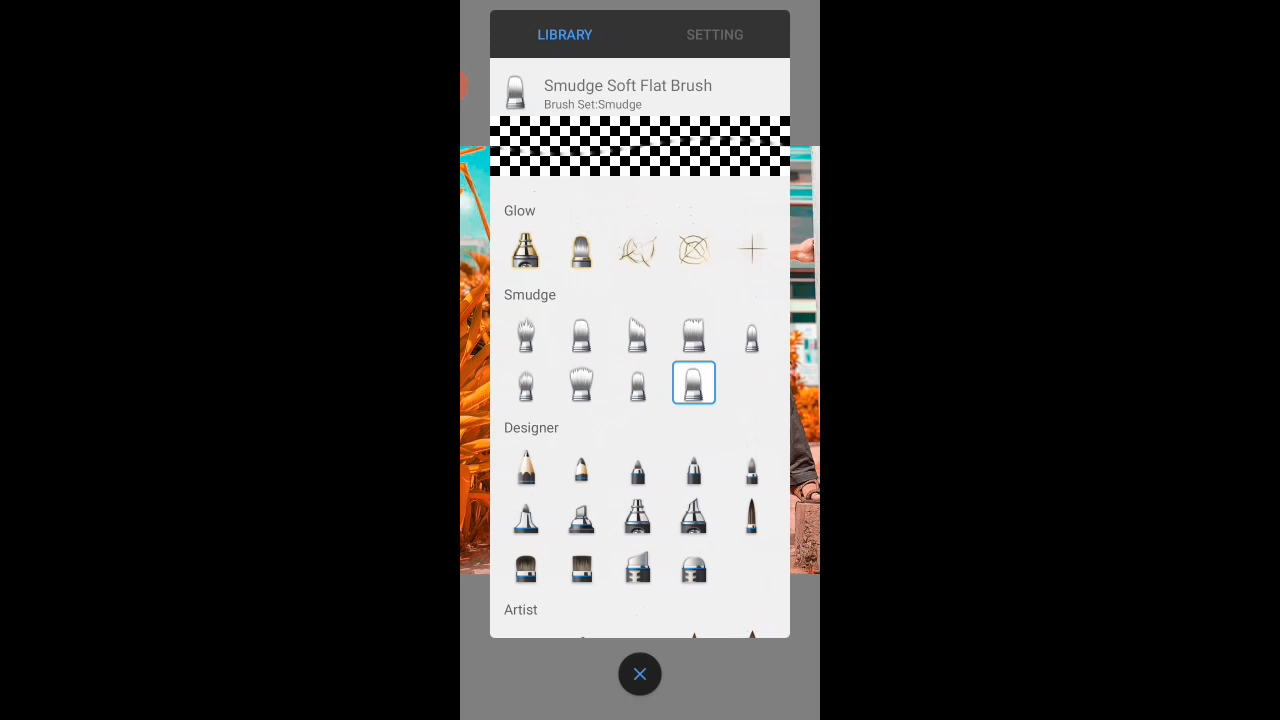 LIBRARY
SETTING
Smudge Soft Flat Brush
Brush Set:Smudge
Glow
Smudge
Designer
Artist